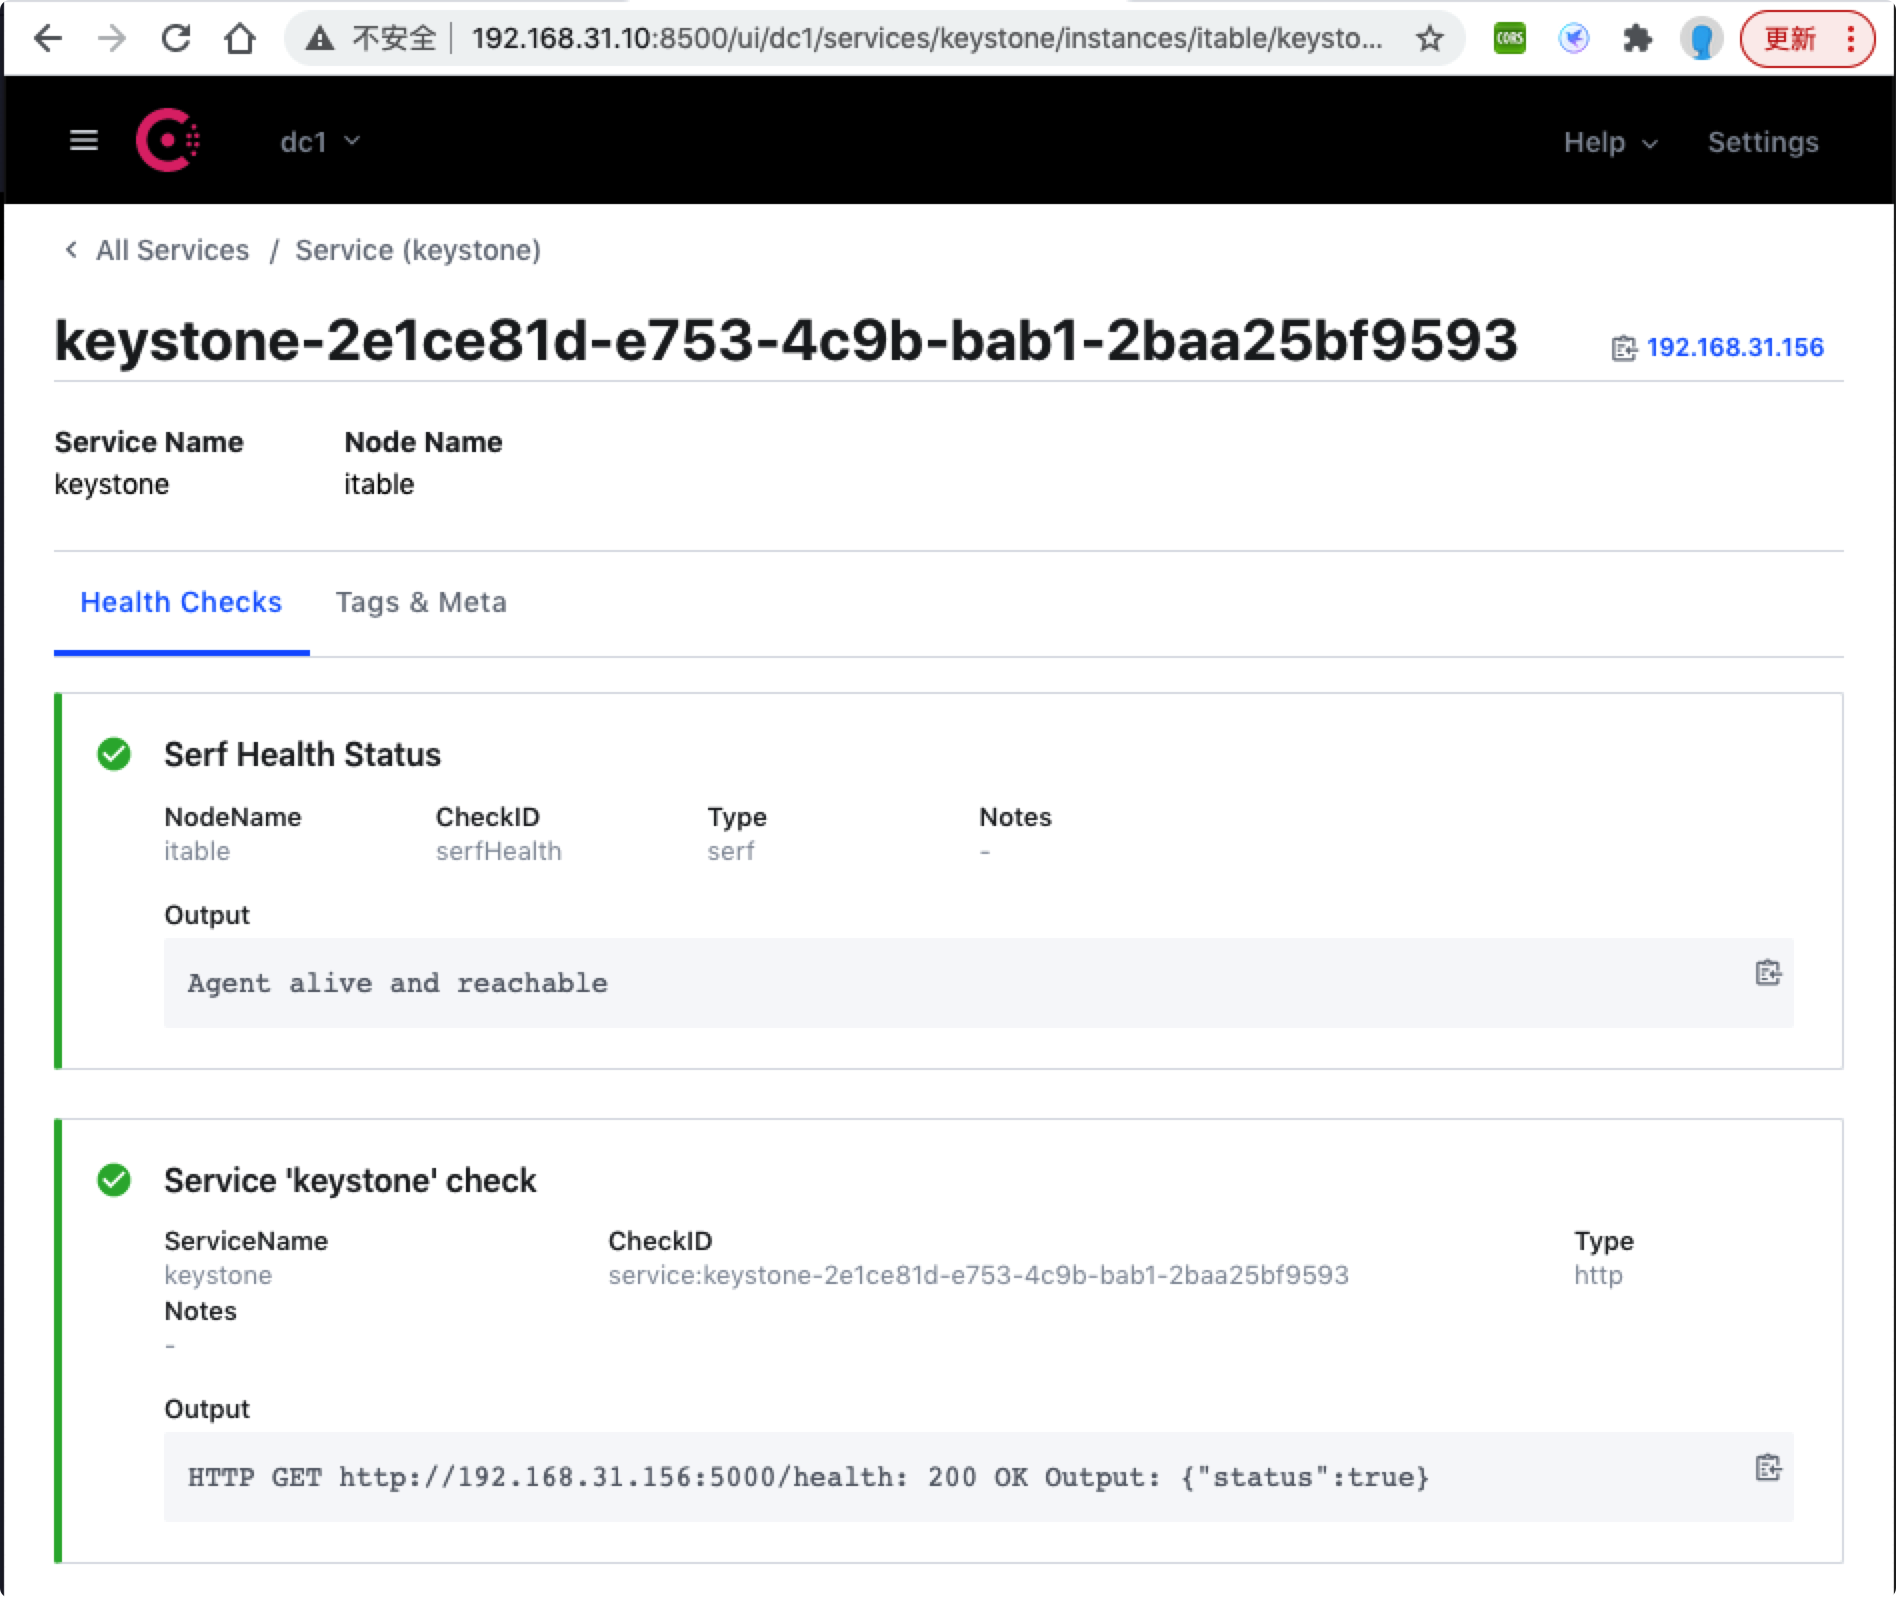 不安全 192.168.31.10:8500/ui/dc1/services/keystone/instances/itable/keysto... CORS 更新
dc1 Help Settings
All Services / Service (keystone)
keystone-2e1ce81d-e753-4c9b-bab1-2baa25bf9593 192.168.31.156
Service Name Node Name
keystone itable
Health Checks Tags & Meta
Serf Health Status
NodeName CheckID Type Notes
itable serfHealth serf -
Output
Agent alive and reachable
Service 'keystone' check
ServiceName CheckID Type
keystone service:keystone-2e1ce81d-e753-4c9b-bab1-2baa25bf9593 http
Notes
-
Output
HTTP GET http://192.168.31.156:5000/health: 200 OK Output: {"status":true}